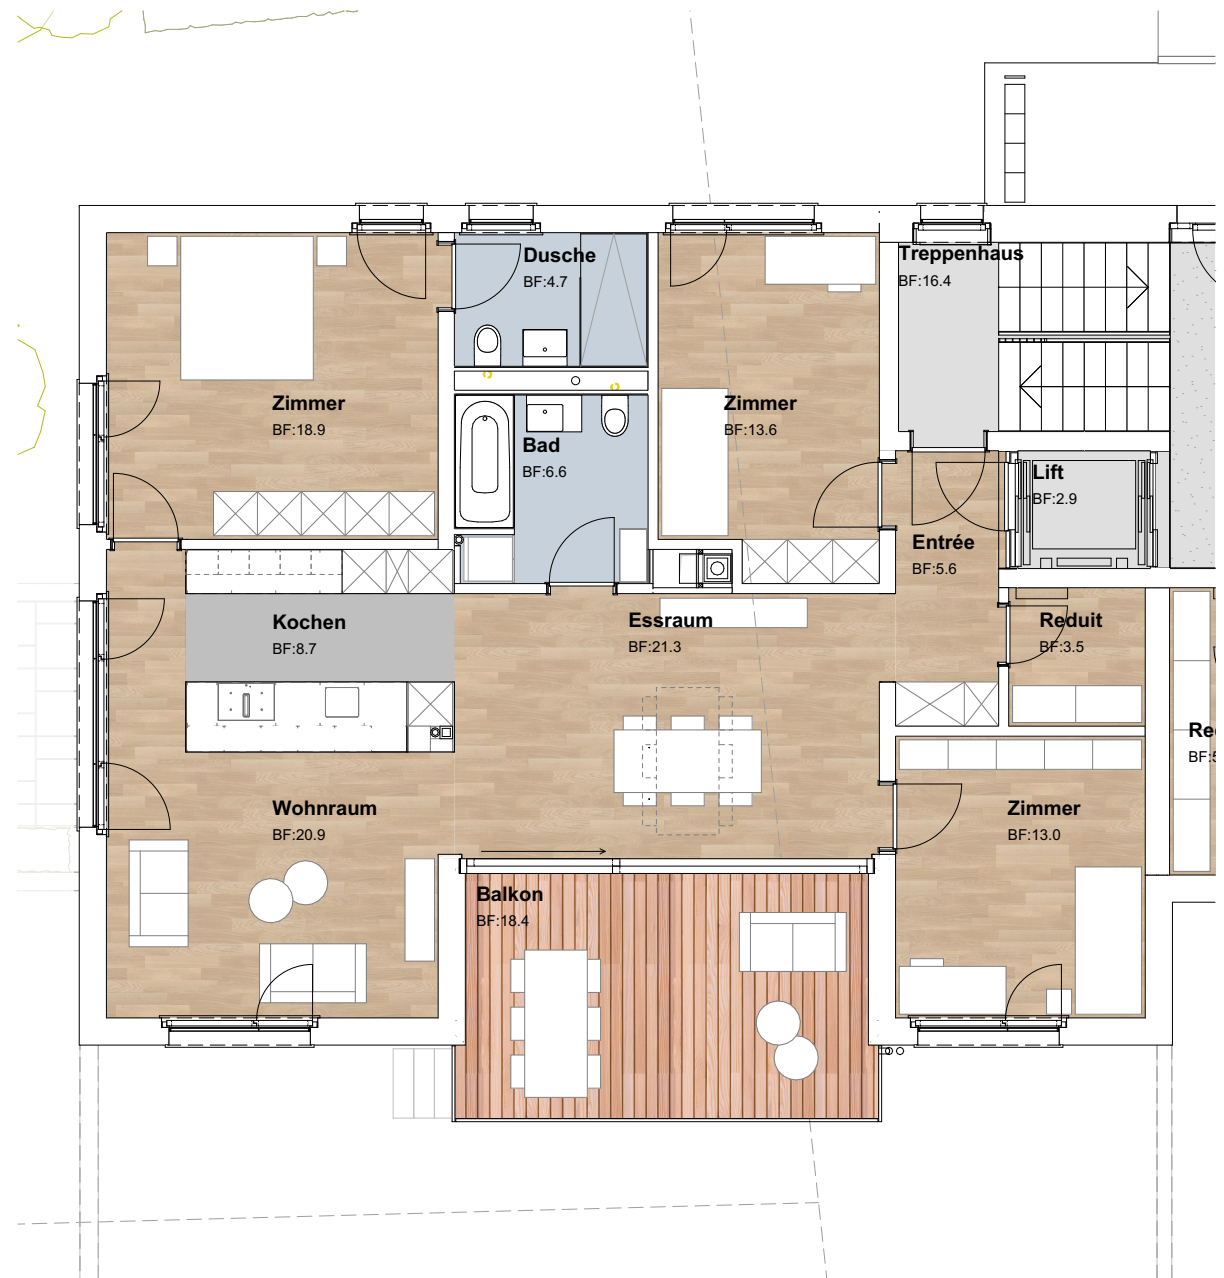 Dusche
BF:4.7
Treppenhaus
BF:16.4
Zimmer
BF:18.9
Zimmer
BF:13.6
Bad
BF:6.6
Lift
BF:2.9
Entrée
BF:5.6
Kochen
BF:8.7
Essraum
BF:21.3
Reduit
BF:3.5
Wohnraum
BF:20.9
Zimmer
BF:13.0
Balkon
BF:18.4